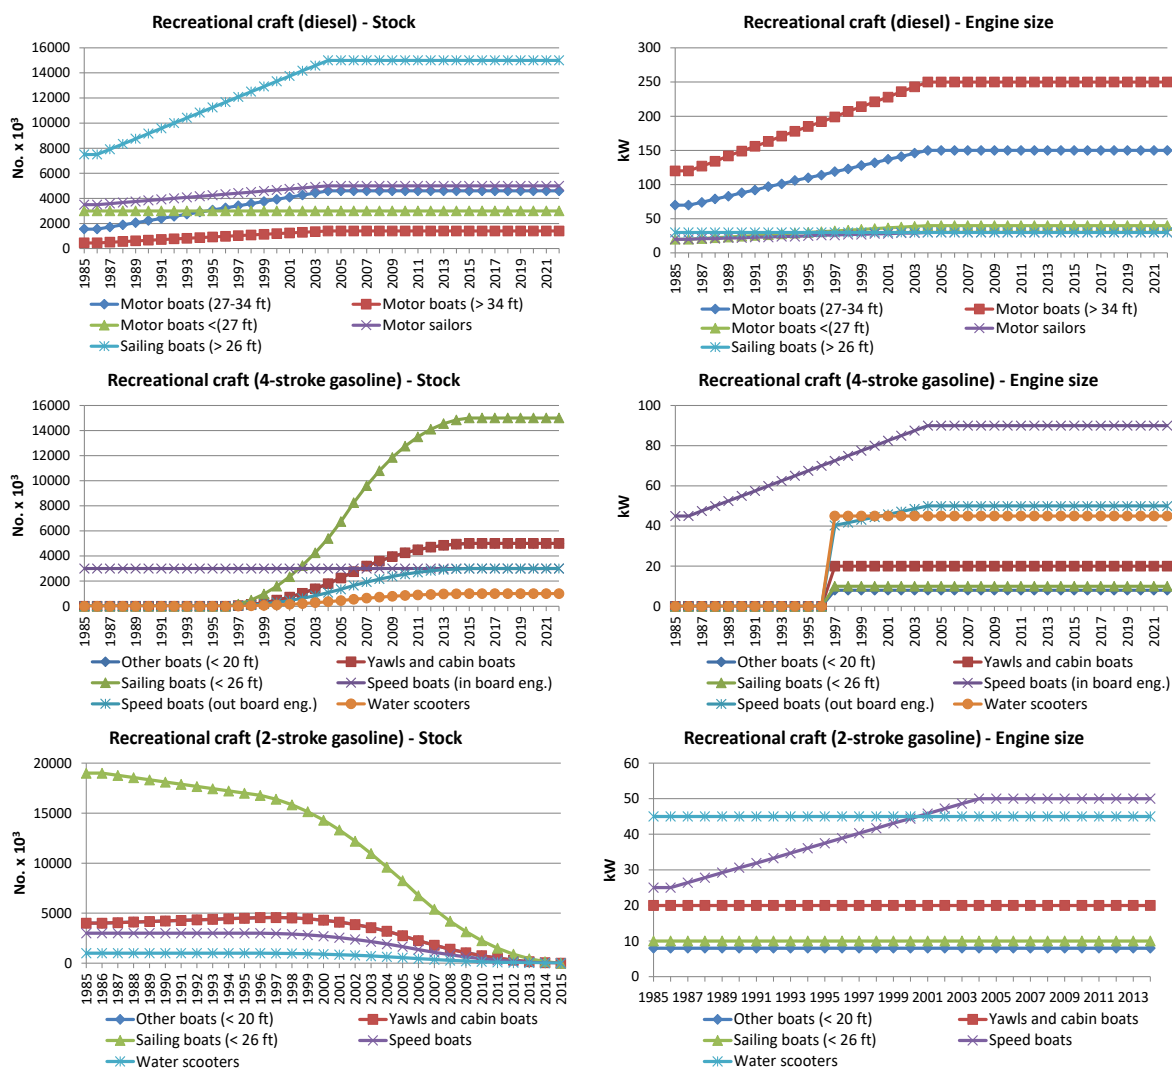 Recreational craft (diesel) - Stock
16000
14000
12000
10000
8000
6000
4000
2000
0
No. x 10³
1985 1987 1989 1991 1993 1995 1997 1999 2001 2003 2005 2007 2009 2011 2013 2015 2017 2019 2021
Motor boats (27-34 ft) Motor boats (> 34 ft)
Motor boats <(27 ft) Motor sailors
Sailing boats (> 26 ft)
Recreational craft (diesel) - Engine size
300
250
200
150
100
50
0
kW
1985 1987 1989 1991 1993 1995 1997 1999 2001 2003 2005 2007 2009 2011 2013 2015 2017 2019 2021
Motor boats (27-34 ft) Motor boats (> 34 ft)
Motor boats <(27 ft) Motor sailors
Sailing boats (> 26 ft)
Recreational craft (4-stroke gasoline) - Stock
16000
14000
12000
10000
8000
6000
4000
2000
0
No. x 10³
1985 1987 1989 1991 1993 1995 1997 1999 2001 2003 2005 2007 2009 2011 2013 2015 2017 2019 2021
Other boats (< 20 ft) Yawls and cabin boats
Sailing boats (< 26 ft) Speed boats (in board eng.)
Speed boats (out board eng.) Water scooters
Recreational craft (4-stroke gasoline) - Engine size
100
80
60
40
20
0
kW
1985 1987 1989 1991 1993 1995 1997 1999 2001 2003 2005 2007 2009 2011 2013 2015 2017 2019 2021
Other boats (< 20 ft) Yawls and cabin boats
Sailing boats (< 26 ft) Speed boats (in board eng.)
Speed boats (out board eng.) Water scooters
Recreational craft (2-stroke gasoline) - Stock
20000
15000
10000
5000
0
No. x 10³
1985 1986 1987 1988 1989 1990 1991 1992 1993 1994 1995 1996 1997 1998 1999 2000 2001 2002 2003 2004 2005 2006 2007 2008 2009 2010 2011 2012 2013 2014 2015
Other boats (< 20 ft) Yawls and cabin boats
Sailing boats (< 26 ft) Speed boats
Water scooters
Recreational craft (2-stroke gasoline) - Engine size
60
50
40
30
20
10
0
kW
1985 1987 1989 1991 1993 1995 1997 1999 2001 2003 2005 2007 2009 2011 2013
Other boats (< 20 ft) Yawls and cabin boats
Sailing boats (< 26 ft) Speed boats
Water scooters